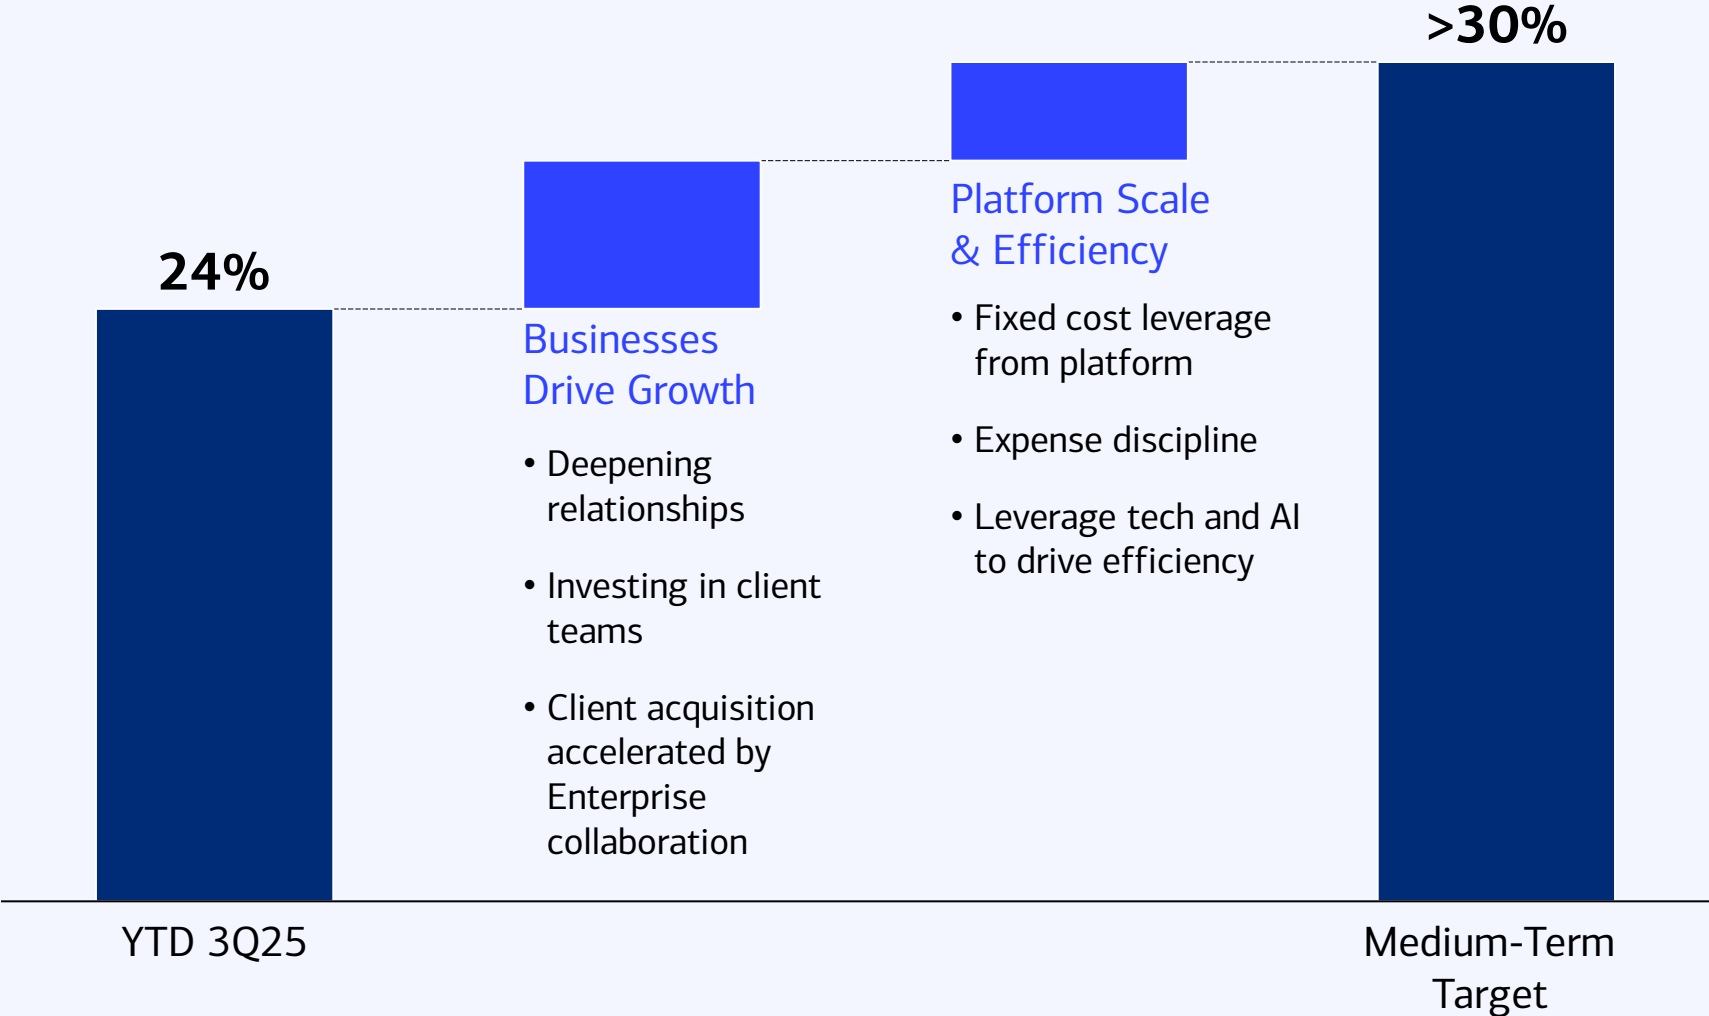 24%
YTD 3Q25
Businesses
Drive Growth
• Deepening
relationships
• Investing in client
teams
• Client acquisition
accelerated by
Enterprise
collaboration
Platform Scale
& Efficiency
• Fixed cost leverage
from platform
• Expense discipline
• Leverage tech and AI
to drive efficiency
>30%
Medium-Term
Target